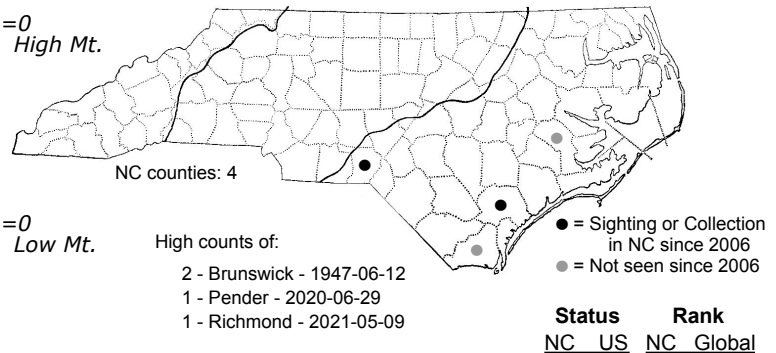 =0
High Mt.
NC counties: 4
=0
Low Mt.
High counts of:
2 - Brunswick - 1947-06-12
1 - Pender - 2020-06-29
1 - Richmond - 2021-05-09
= Sighting or Collection
in NC since 2006
= Not seen since 2006
Status Rank
NC US NC Global